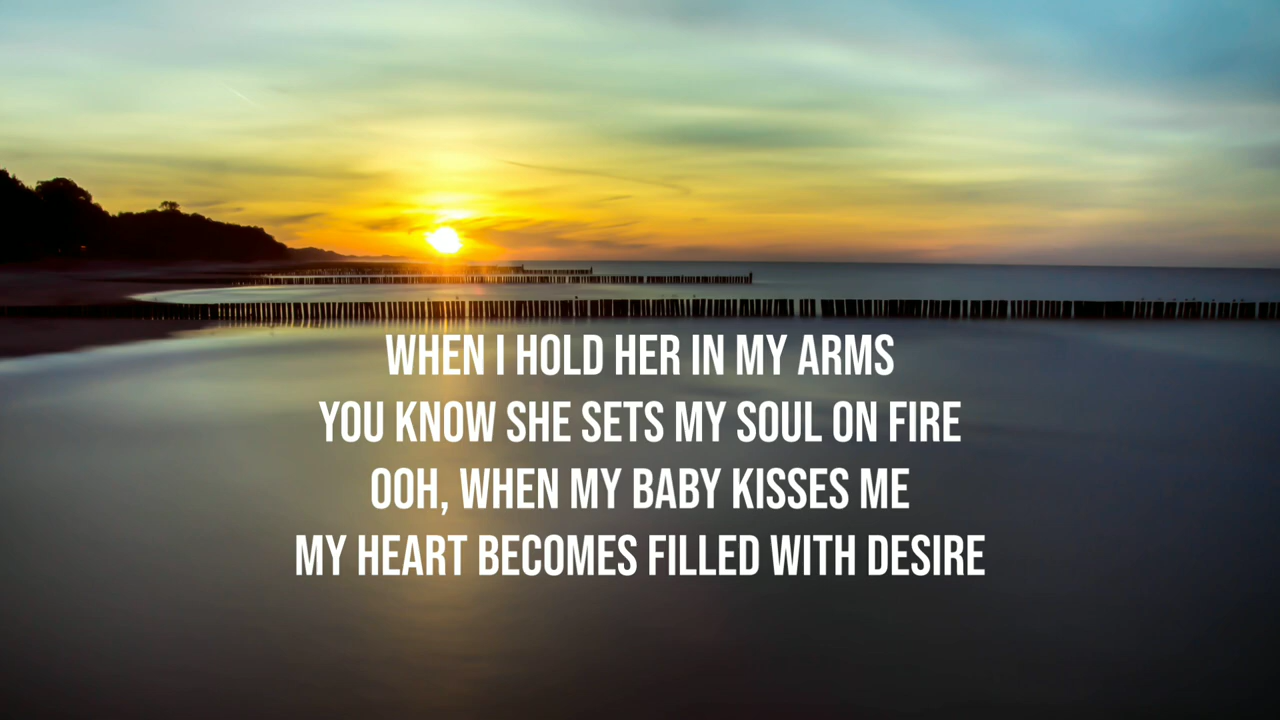 WHEN I HOLD HER IN MY ARMS
YOU KNOW SHE SETS MY SOUL ON FIRE
OOH, WHEN MY BABY KISSES ME
MY HEART BECOMES FILLED WITH DESIRE